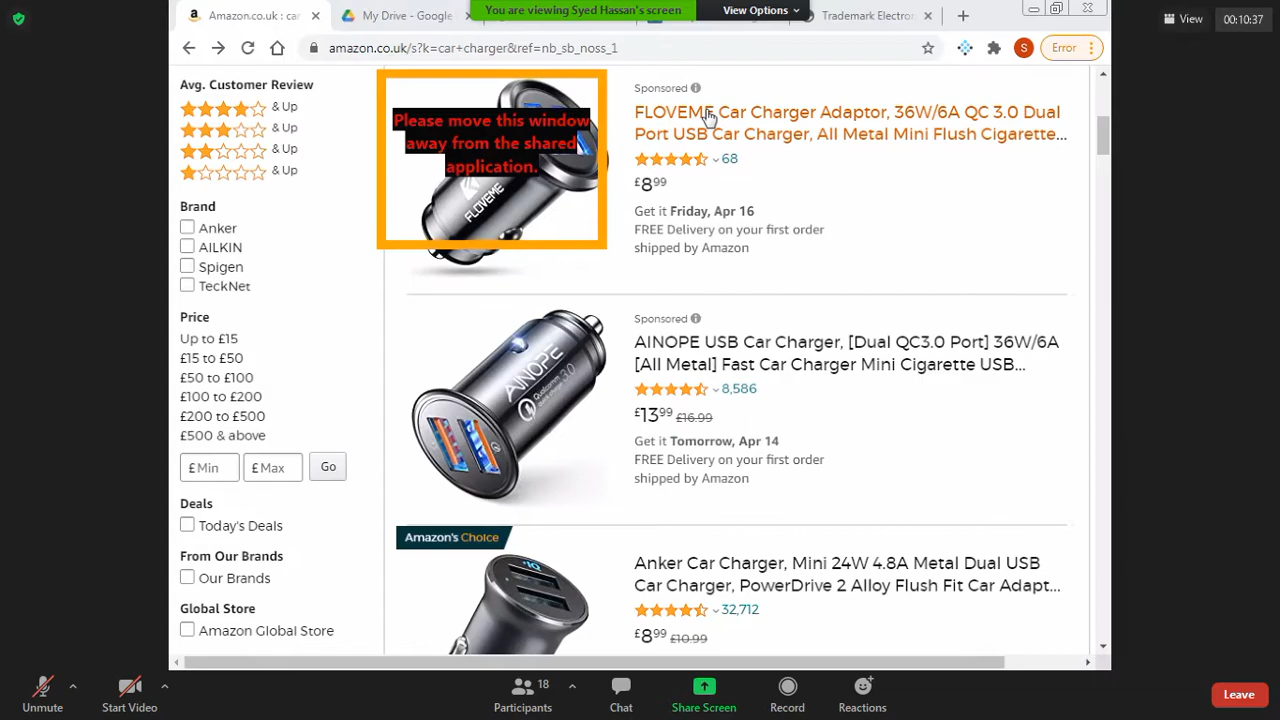 Amazon.co.uk : car
My Drive - Google
You are viewing Syed Hassan's screen
View Options
Trademark Electron
View
00:10:37
amazon.co.uk/s?k=car+charger&ref=nb_sb_noss_1
S
Error
Avg. Customer Review
& Up
& Up
& Up
& Up
Brand
Anker
AILKIN
Spigen
TeckNet
Price
Up to £15
£15 to £50
£50 to £100
£100 to £200
£200 to £500
£500 & above
£ Min
£ Max
Go
Deals
Today's Deals
From Our Brands
Our Brands
Global Store
Amazon Global Store
Please move this window
away from the shared
application.
FLOVEME
Sponsored
FLOVEME Car Charger Adaptor, 36W/6A QC 3.0 Dual
Port USB Car Charger, All Metal Mini Flush Cigarette...
68
£8 99
Get it Friday, Apr 16
FREE Delivery on your first order
shipped by Amazon
AINOPE
Qualcomm
quick charge 3.0
Sponsored
AINOPE USB Car Charger, [Dual QC3.0 Port] 36W/6A
[All Metal] Fast Car Charger Mini Cigarette USB...
8,586
£13 99 £16.99
Get it Tomorrow, Apr 14
FREE Delivery on your first order
shipped by Amazon
Amazon's Choice
IQ
Anker Car Charger, Mini 24W 4.8A Metal Dual USB
Car Charger, PowerDrive 2 Alloy Flush Fit Car Adapt...
32,712
£8 99 £10.99
Unmute
Start Video
18
Participants
Chat
Share Screen
Record
Reactions
Leave